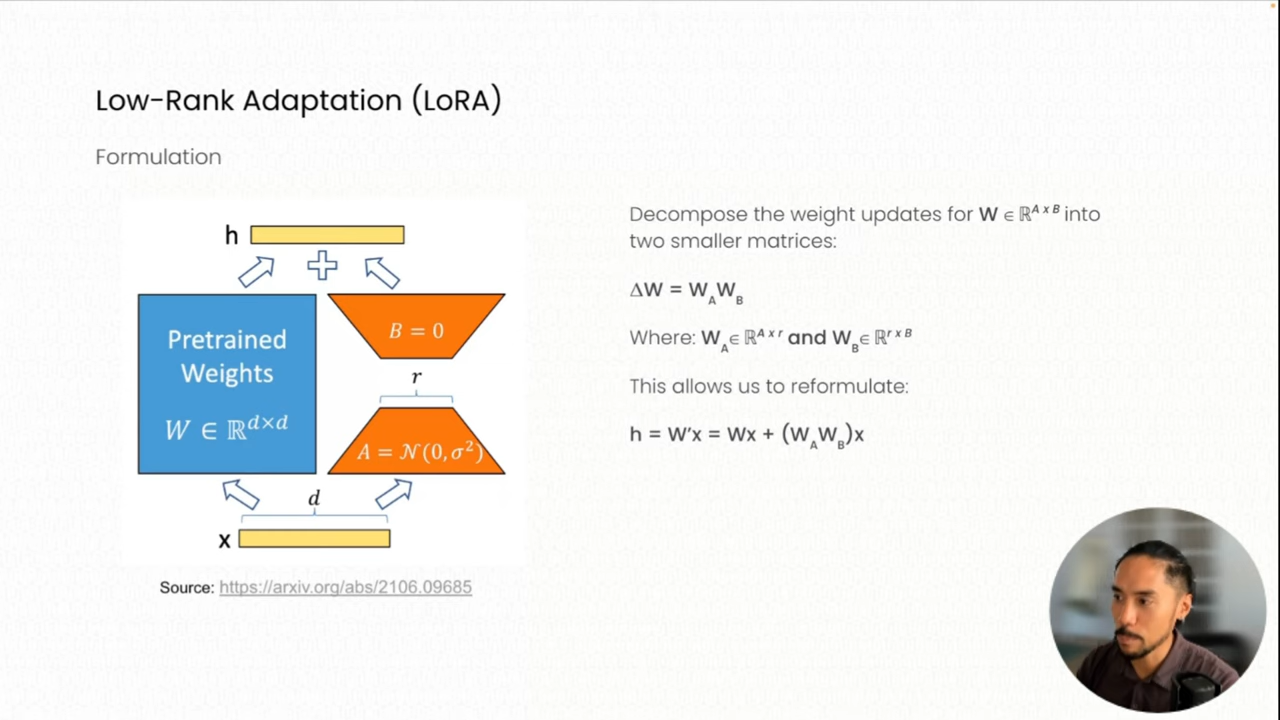 Low-Rank Adaptation (LoRA)
Formulation
h
Pretrained
Weights
W ∈ ℝ^{d×d}
B = 0
r
A = 𝒩(0, σ²)
d
x
Source: https://arxiv.org/abs/2106.09685
Decompose the weight updates for W ∈ ℝ^{A x B} into
two smaller matrices:
ΔW = W_A W_B
Where: W_A ∈ ℝ^{A x r} and W_B ∈ ℝ^{r x B}
This allows us to reformulate:
h = W’x = Wx + (W_A W_B)x